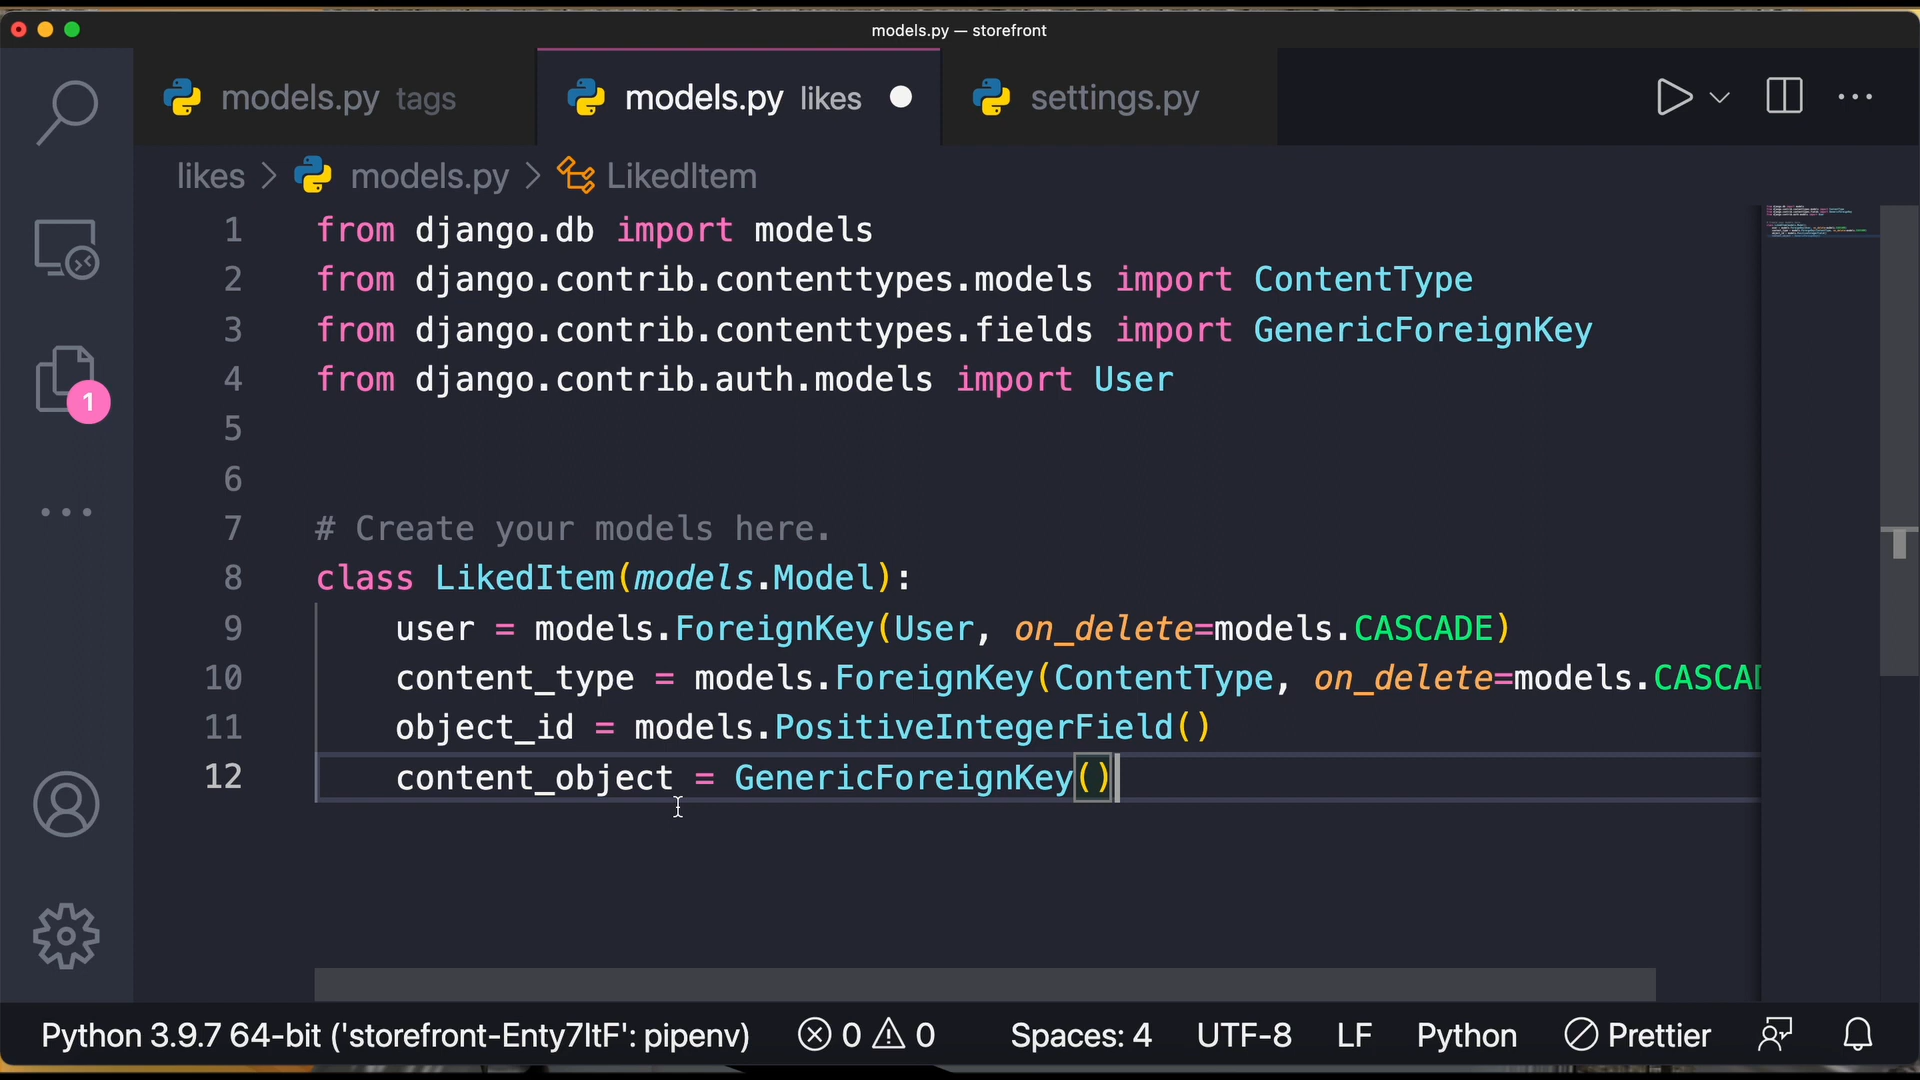 models.py — storefront
models.py tags
models.py likes
settings.py
likes > models.py > LikedItem
1 from django.db import models
2 from django.contrib.contenttypes.models import ContentType
3 from django.contrib.contenttypes.fields import GenericForeignKey
4 from django.contrib.auth.models import User
5
6
7 # Create your models here.
8 class LikedItem(models.Model):
9 user = models.ForeignKey(User, on_delete=models.CASCADE)
10 content_type = models.ForeignKey(ContentType, on_delete=models.CASCAD
11 object_id = models.PositiveIntegerField()
12 content_object = GenericForeignKey()
1
Python 3.9.7 64-bit ('storefront-Enty7ltF': pipenv) 0 0 Spaces: 4 UTF-8 LF Python Prettier